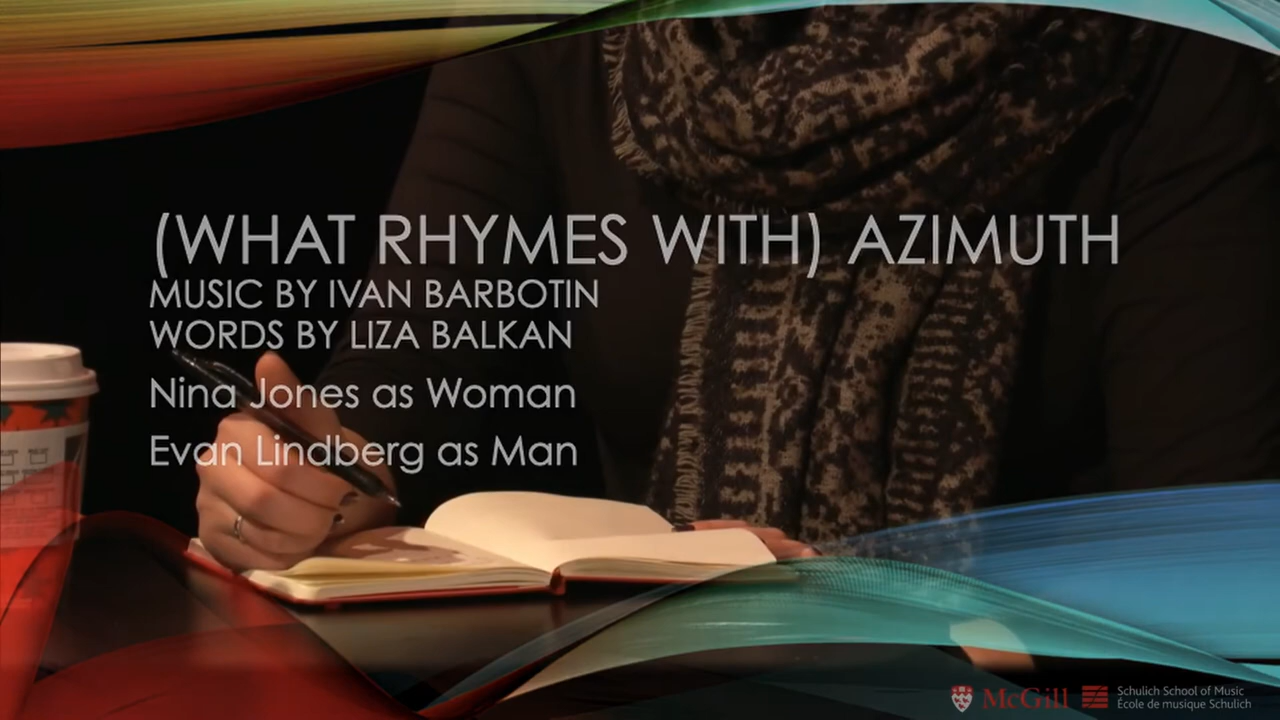 (WHAT RHYMES WITH) AZIMUTH
MUSIC BY IVAN BARBOTIN
WORDS BY LIZA BALKAN
Nina Jones as Woman
Evan Lindberg as Man
McGill
Schulich School of Music
École de musique Schulich